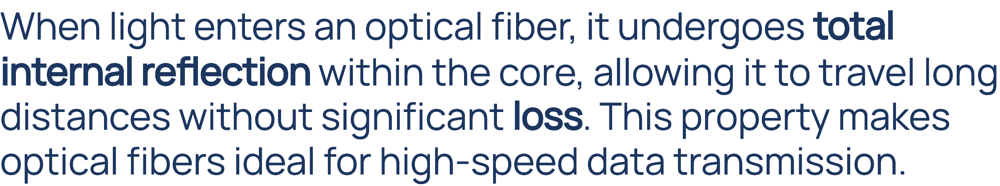 When light enters an optical fiber, it undergoes total
internal reflection within the core, allowing it to travel long
distances without significant loss. This property makes
optical fibers ideal for high-speed data transmission.